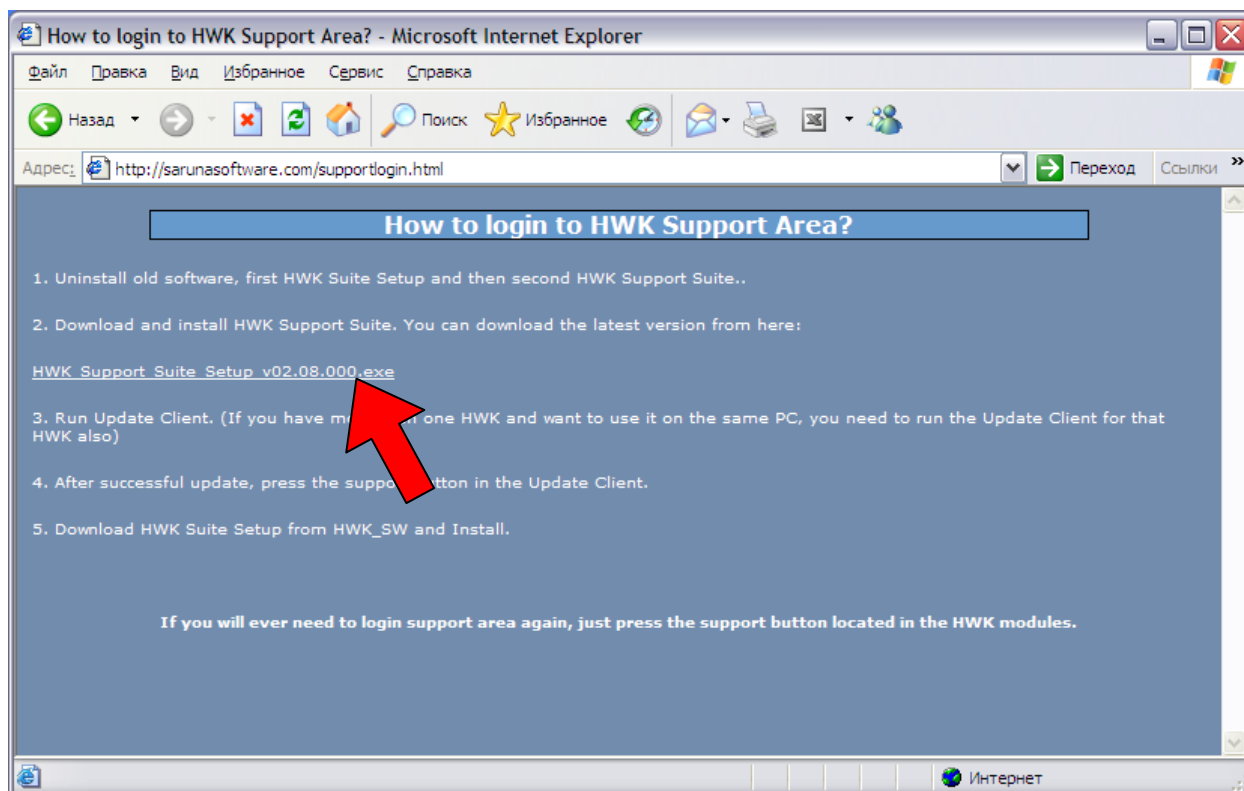 How to login to HWK Support Area? - Microsoft Internet Explorer
Файл Правка Вид Избранное Сервис Справка
Назад Поиск Избранное
Адрес: http://sarunasoftware.com/supportlogin.html Переход Ссылки »
How to login to HWK Support Area?
1. Uninstall old software, first HWK Suite Setup and then second HWK Support Suite..
2. Download and install HWK Support Suite. You can download the latest version from here:
HWK_Support_Suite_Setup_v02.08.000.exe
3. Run Update Client. (If you have one HWK and want to use it on the same PC, you need to run the Update Client for that
HWK also)
4. After successful update, press the button in the Update Client.
5. Download HWK Suite Setup from HWK_SW and Install.
If you will ever need to login support area again, just press the support button located in the HWK modules.
Интернет